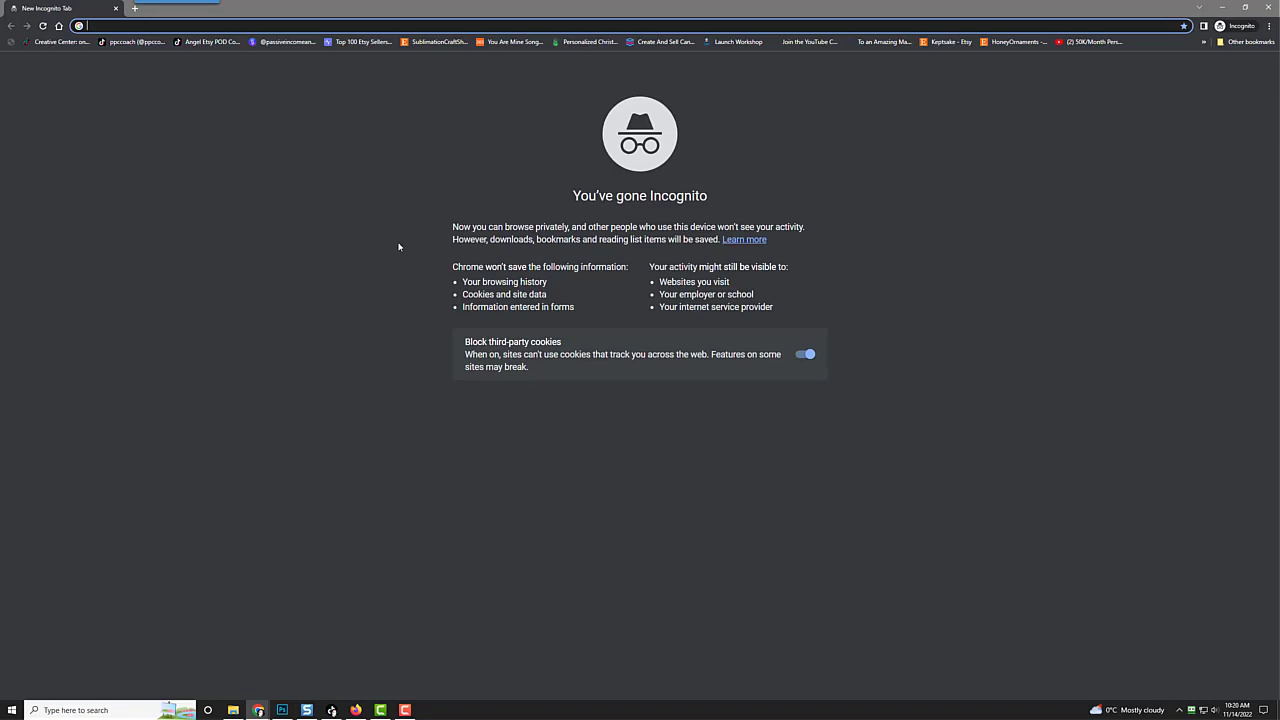 New Incognito Tab
Incognito
Creative Center: on...
ppccoach (@ppcco...
Angel Etsy POD Co...
@passiveincomean...
Top 100 Etsy Sellers...
SublimationCraftSh...
You Are Mine Song...
Personalized Christ...
Create And Sell Can...
Launch Workshop
Join the YouTube C...
To an Amazing Ma...
Keptsake - Etsy
HoneyOrnaments -...
(2) 50K/Month Pers...
Other bookmarks
You've gone Incognito
Now you can browse privately, and other people who use this device won't see your activity.
However, downloads, bookmarks and reading list items will be saved. Learn more
Chrome won't save the following information:
• Your browsing history
• Cookies and site data
• Information entered in forms
Your activity might still be visible to:
• Websites you visit
• Your employer or school
• Your internet service provider
Block third-party cookies
When on, sites can't use cookies that track you across the web. Features on some
sites may break.
Type here to search
Ps
0°C Mostly cloudy
10:20 AM
11/14/2022